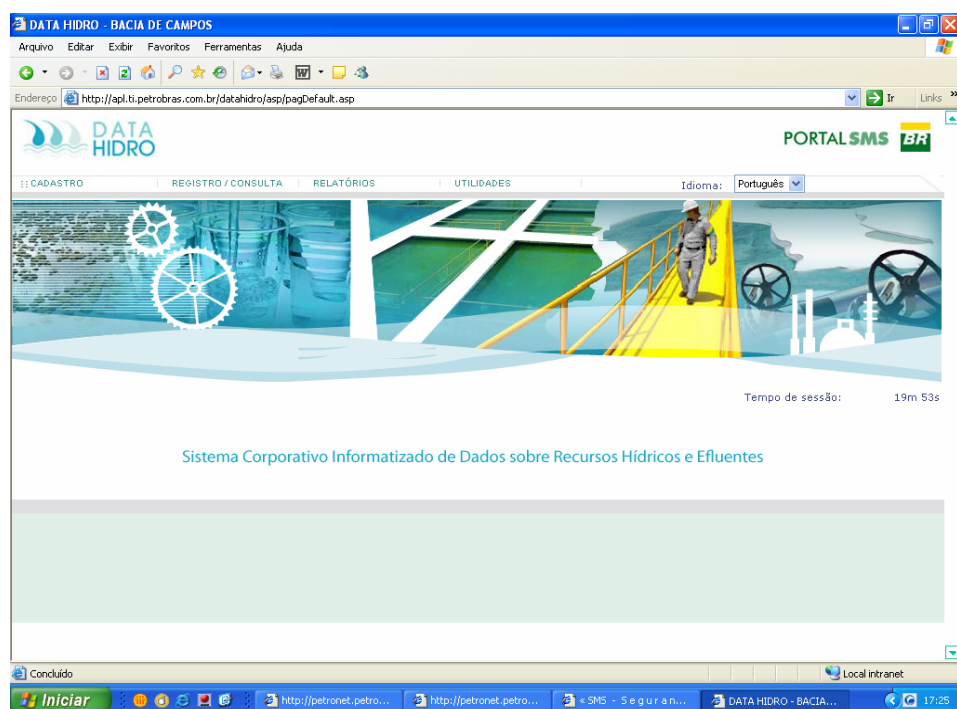 DATA HIDRO - BACIA DE CAMPOS
Arquivo Editar Exibir Favoritos Ferramentas Ajuda
Endereço http://apl.ti.petrobras.com.br/datahidro/asp/pagDefault.asp Ir Links »
DATA
HIDRO
PORTAL SMS BR
:: CADASTRO REGISTRO / CONSULTA RELATÓRIOS UTILIDADES Idioma: Português
Tempo de sessão: 19m 53s
Sistema Corporativo Informatizado de Dados sobre Recursos Hídricos e Efluentes
Concluído Local intranet
Iniciar http://petronet.petro... http://petronet.petro... « SMS - S e g u r a n... DATA HIDRO - BACIA... 17:25